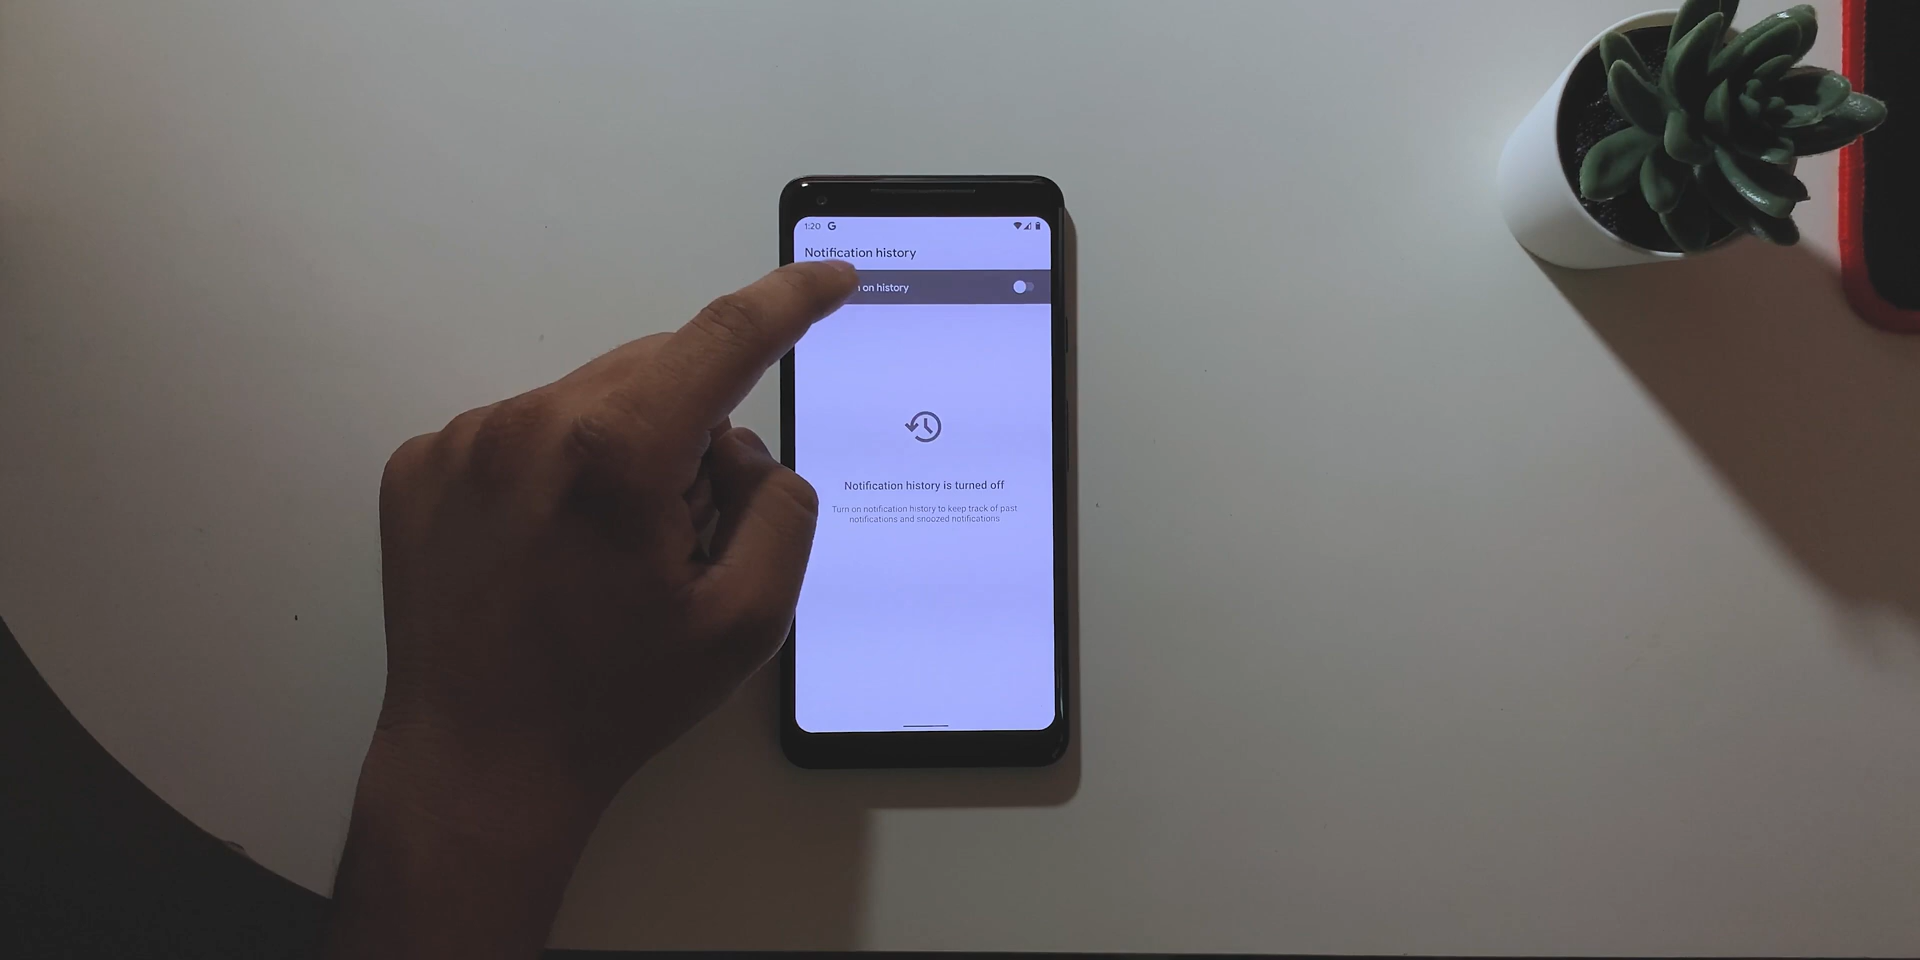 1:20 G
Notification history
on history
Notification history is turned off
Turn on notification history to keep track of past
notifications and snoozed notifications